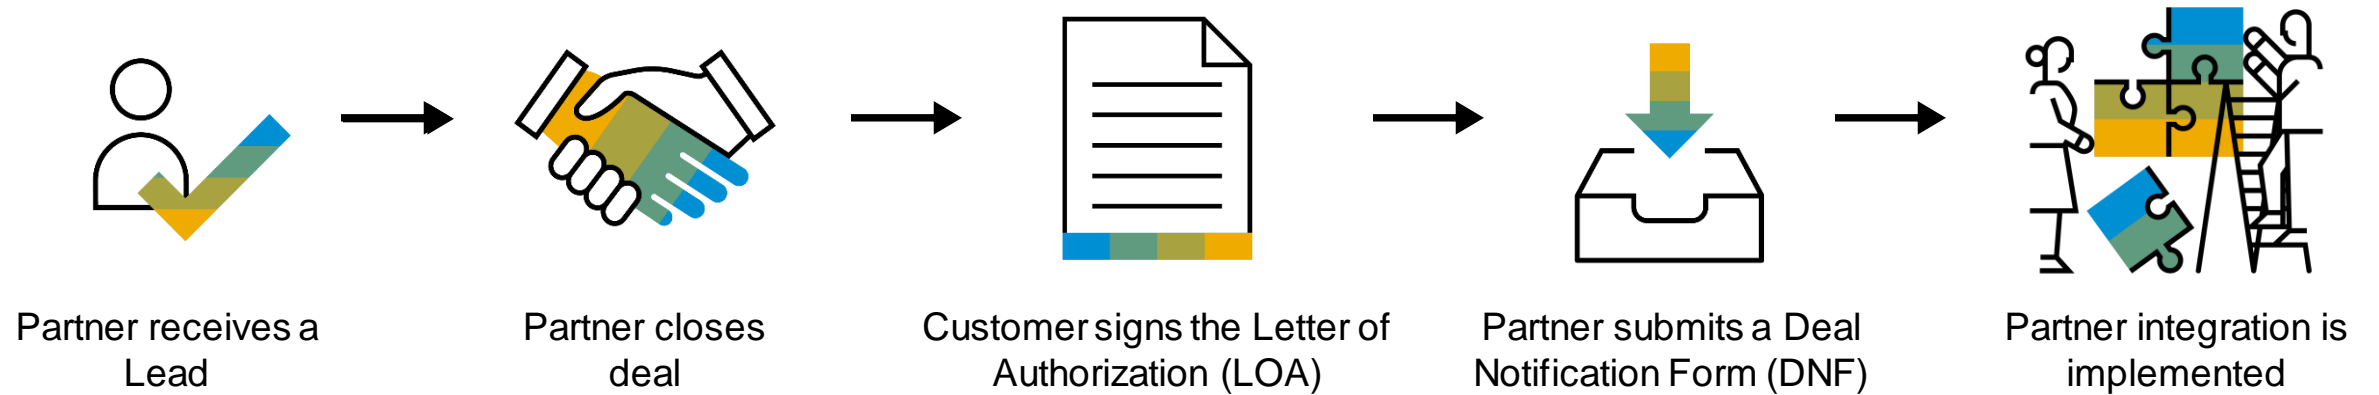 Partner receives a
Lead
Partner closes
deal
Customer signs the Letter of
Authorization (LOA)
Partner submits a Deal
Notification Form (DNF)
Partner integration is
implemented